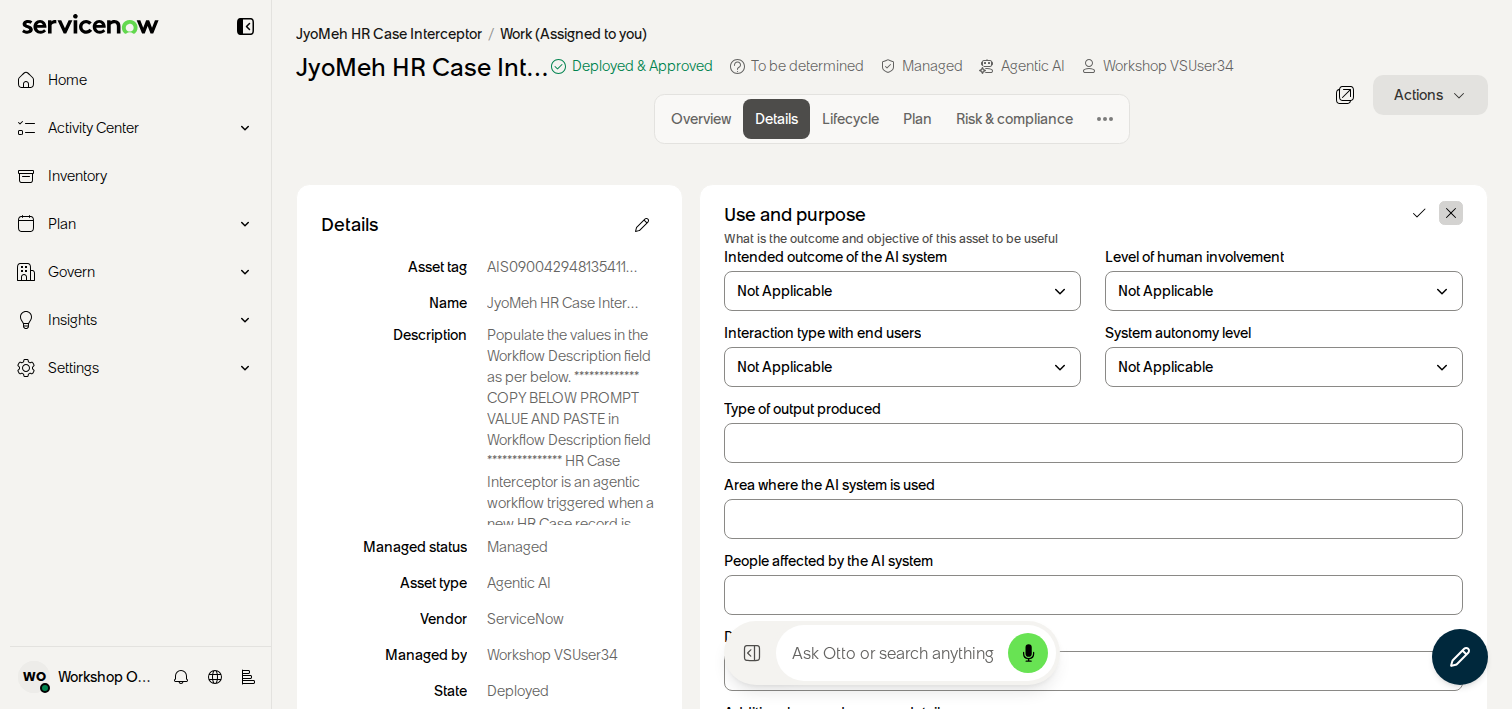 servicenow
Home
Activity Center
Inventory
Plan
Govern
Insights
Settings
WO
Workshop O...
JyoMeh HR Case Interceptor / Work (Assigned to you)
JyoMeh HR Case Int...
Deployed & Approved
To be determined
Managed
Agentic AI
Workshop VSUser34
Actions
Overview
Details
Lifecycle
Plan
Risk & compliance
Details
Asset tag AIS090042948135411...
Name JyoMeh HR Case Inter...
Description Populate the values in the
Workflow Description field
as per below. *************
COPY BELOW PROMPT
VALUE AND PASTE in
Workflow Description field
*************** HR Case
Interceptor is an agentic
workflow triggered when a
new HR Case record is
Managed status Managed
Asset type Agentic AI
Vendor ServiceNow
Managed by Workshop VSUser34
State Deployed
Use and purpose
What is the outcome and objective of this asset to be useful
Intended outcome of the AI system
Not Applicable
Level of human involvement
Not Applicable
Interaction type with end users
Not Applicable
System autonomy level
Not Applicable
Type of output produced
Area where the AI system is used
People affected by the AI system
Ask Otto or search anything